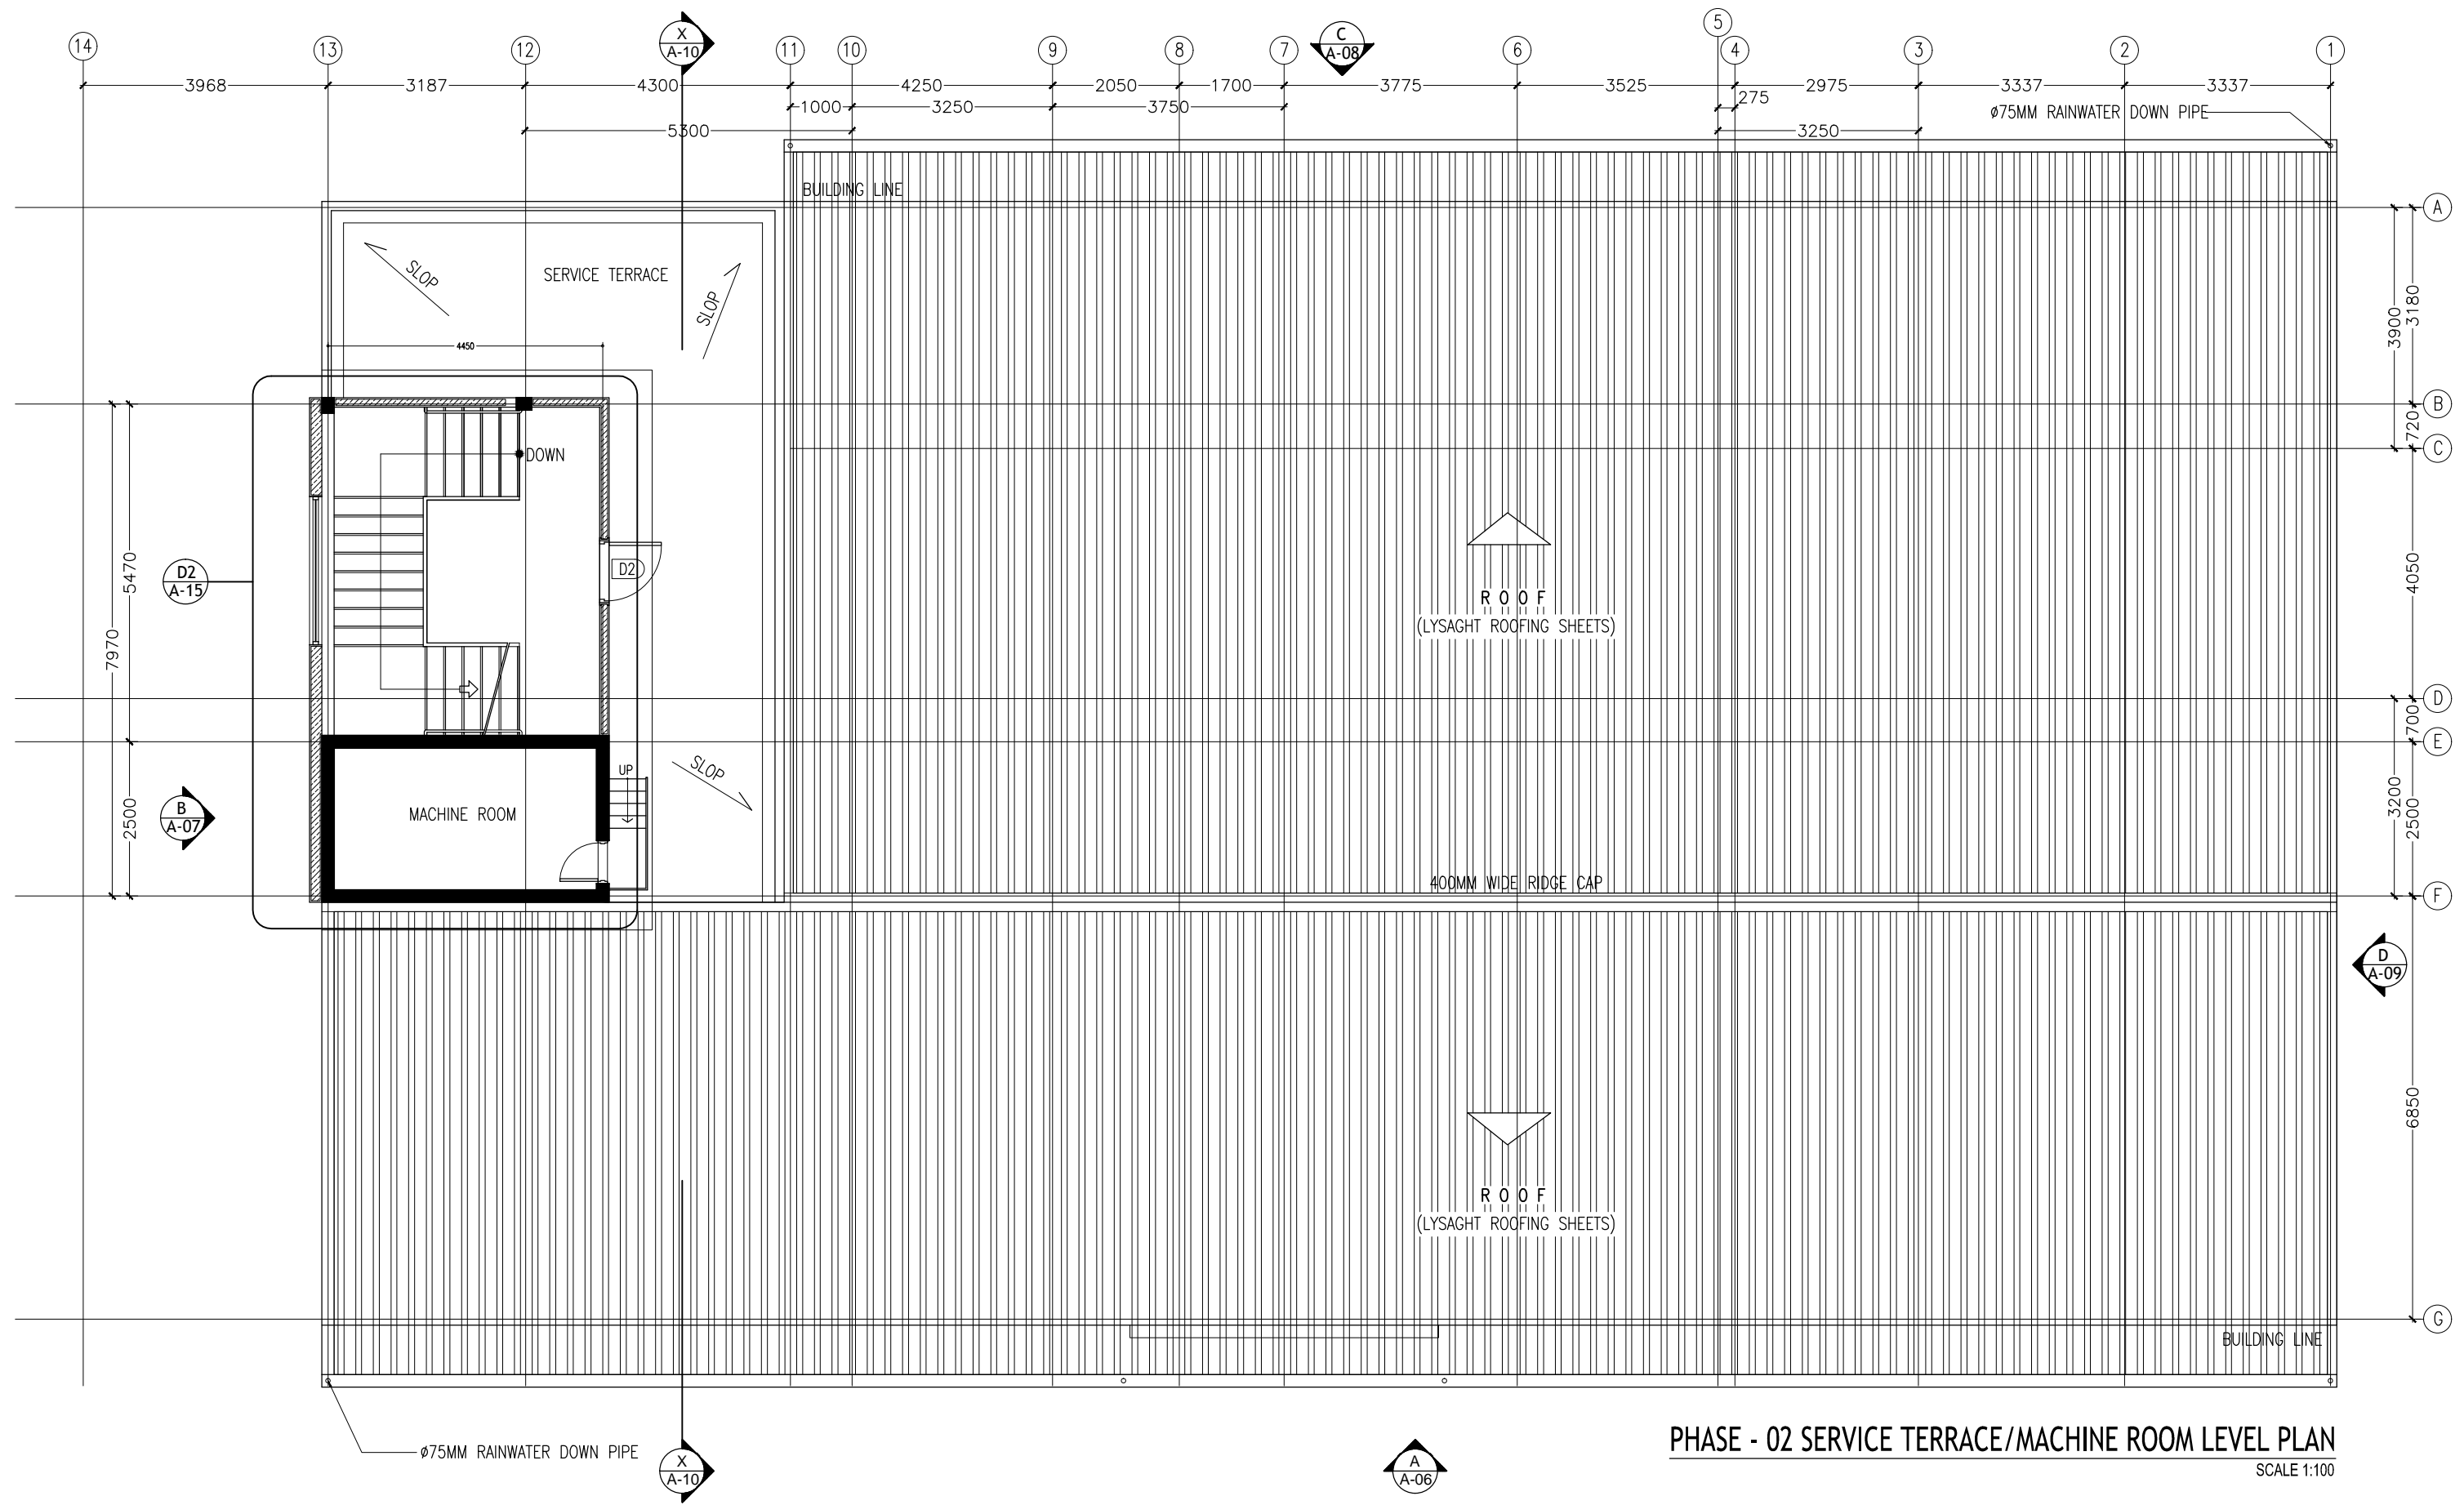 14
13
12
X
A-10
11
10
9
8
7
C
A-08
6
5
4
3
2
1
3968
3187
4300
4250
2050
1700
3775
3525
2975
3337
3337
1000
3250
3750
275
5300
3250
ø75MM RAINWATER DOWN PIPE
BUILDING LINE
A
SERVICE TERRACE
SLOP
SLOP
3180
3900
4450
B
720
C
DOWN
5470
7970
D2
A-15
D2
4050
R O O F
(LYSAGHT ROOFING SHEETS)
D
700
E
SLOP
UP
MACHINE ROOM
B
A-07
2500
3200
2500
400MM WIDE RIDGE CAP
F
D
A-09
6850
R O O F
(LYSAGHT ROOFING SHEETS)
G
BUILDING LINE
ø75MM RAINWATER DOWN PIPE
X
A-10
A
A-06
PHASE - 02 SERVICE TERRACE/MACHINE ROOM LEVEL PLAN
SCALE 1:100